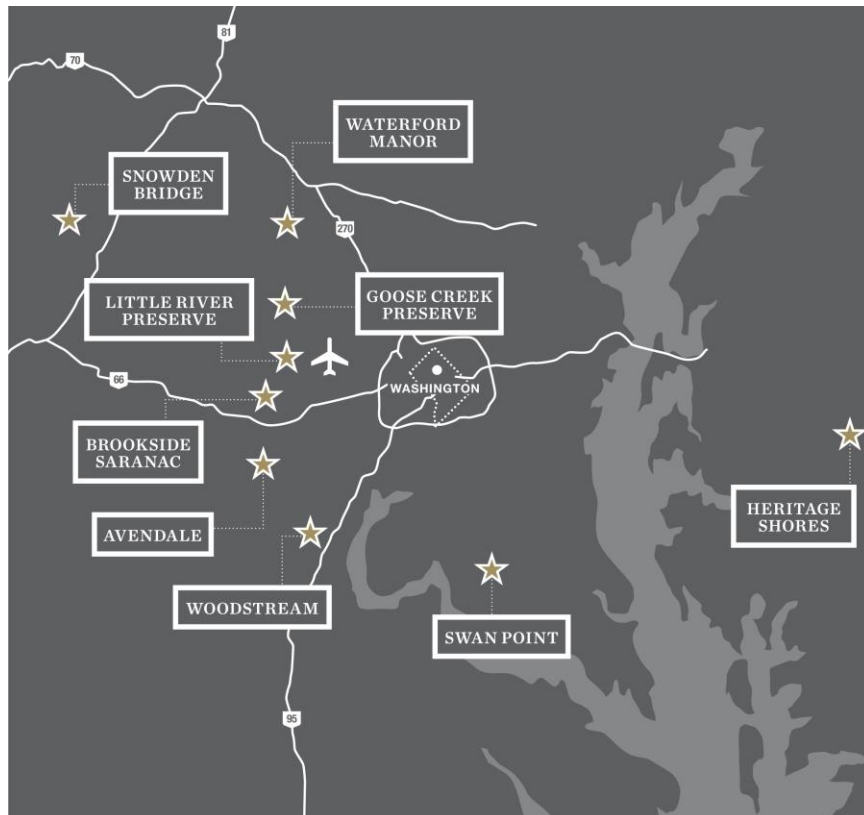 81
70
WATERFORD
MANOR
SNOWDEN
BRIDGE
270
LITTLE RIVER
PRESERVE
GOOSE CREEK
PRESERVE
66
WASHINGTON
BROOKSIDE
SARANAC
HERITAGE
SHORES
AVENDALE
WOODSTREAM
SWAN POINT
95